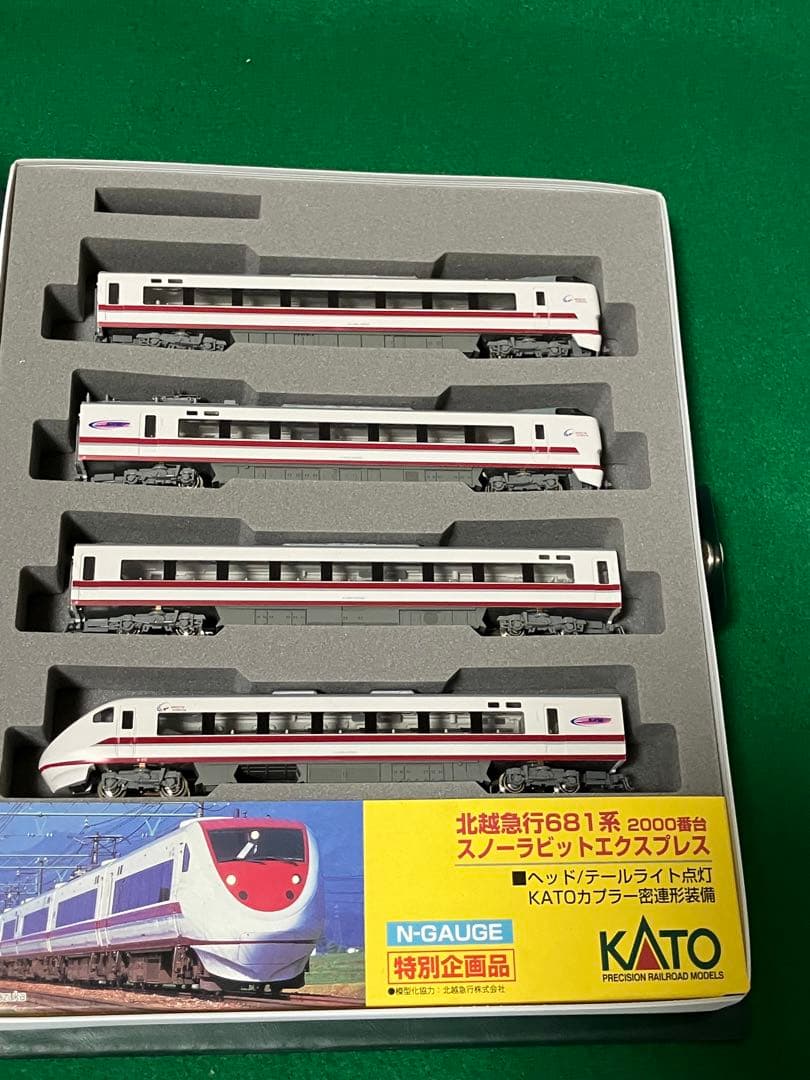 北越急行681系 2000番台
スノーラビットエクスプレス
■ヘッド/テールライト点灯
KATOカプラー密連形装備
N-GAUGE
特別企画品
●模型化協力：北越急行株式会社
KATO
PRECISION RAILROAD MODELS